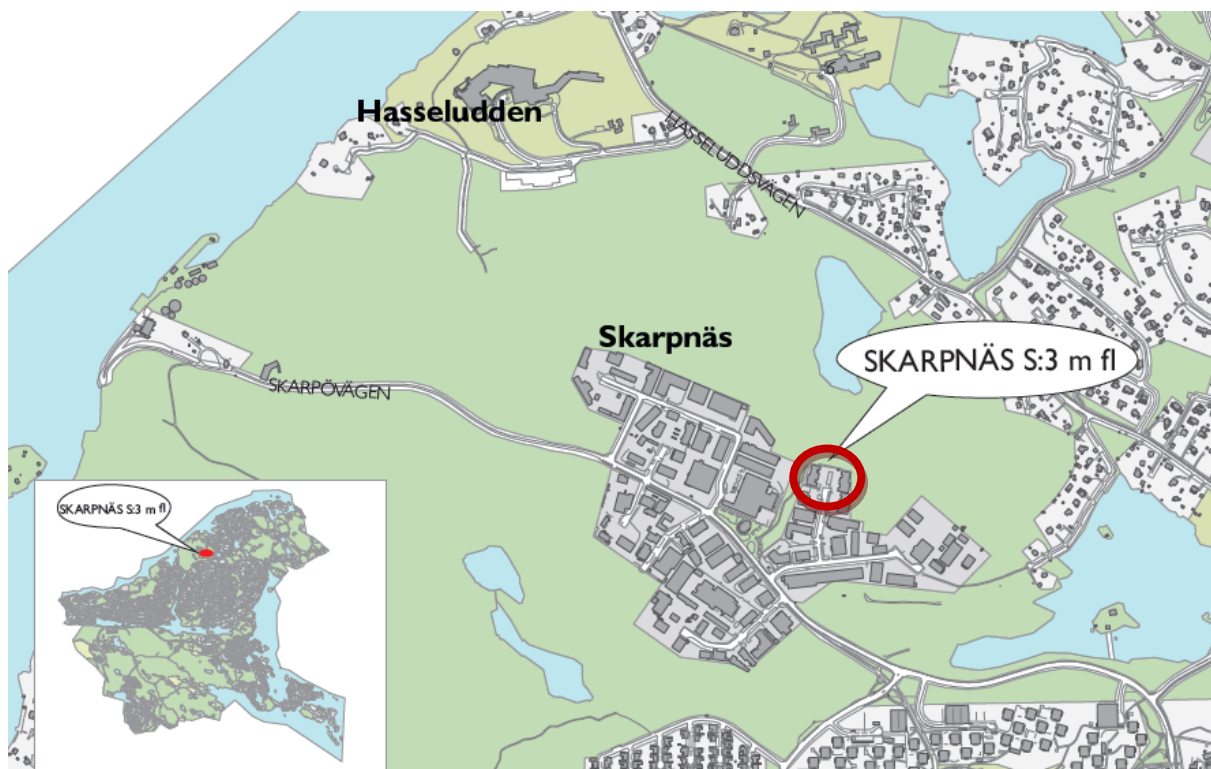 Hasseludden
HASSELUDDSVÄGEN
Skarpnäs
SKARPNÄS S:3 m fl
SKARPÖVÄGEN
SKARPNÄS S:3 m fl